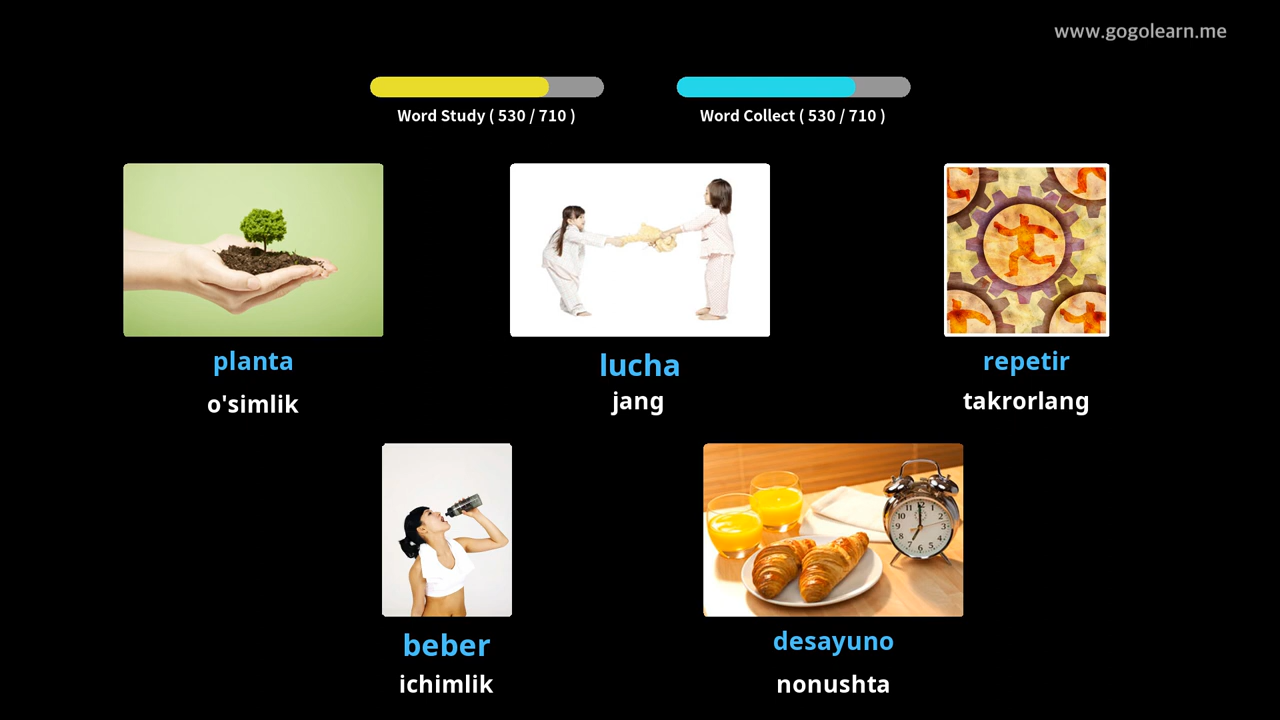 www.gogolearn.me
Word Study ( 530 / 710 )
Word Collect ( 530 / 710 )
planta
lucha
repetir
o'simlik
jang
takrorlang
beber
desayuno
ichimlik
nonushta